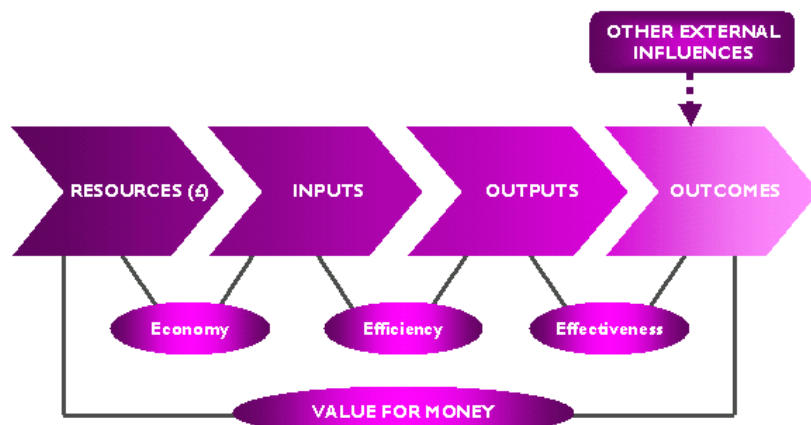 OTHER EXTERNAL
INFLUENCES
RESOURCES (£)
INPUTS
OUTPUTS
OUTCOMES
Economy
Efficiency
Effectiveness
VALUE FOR MONEY